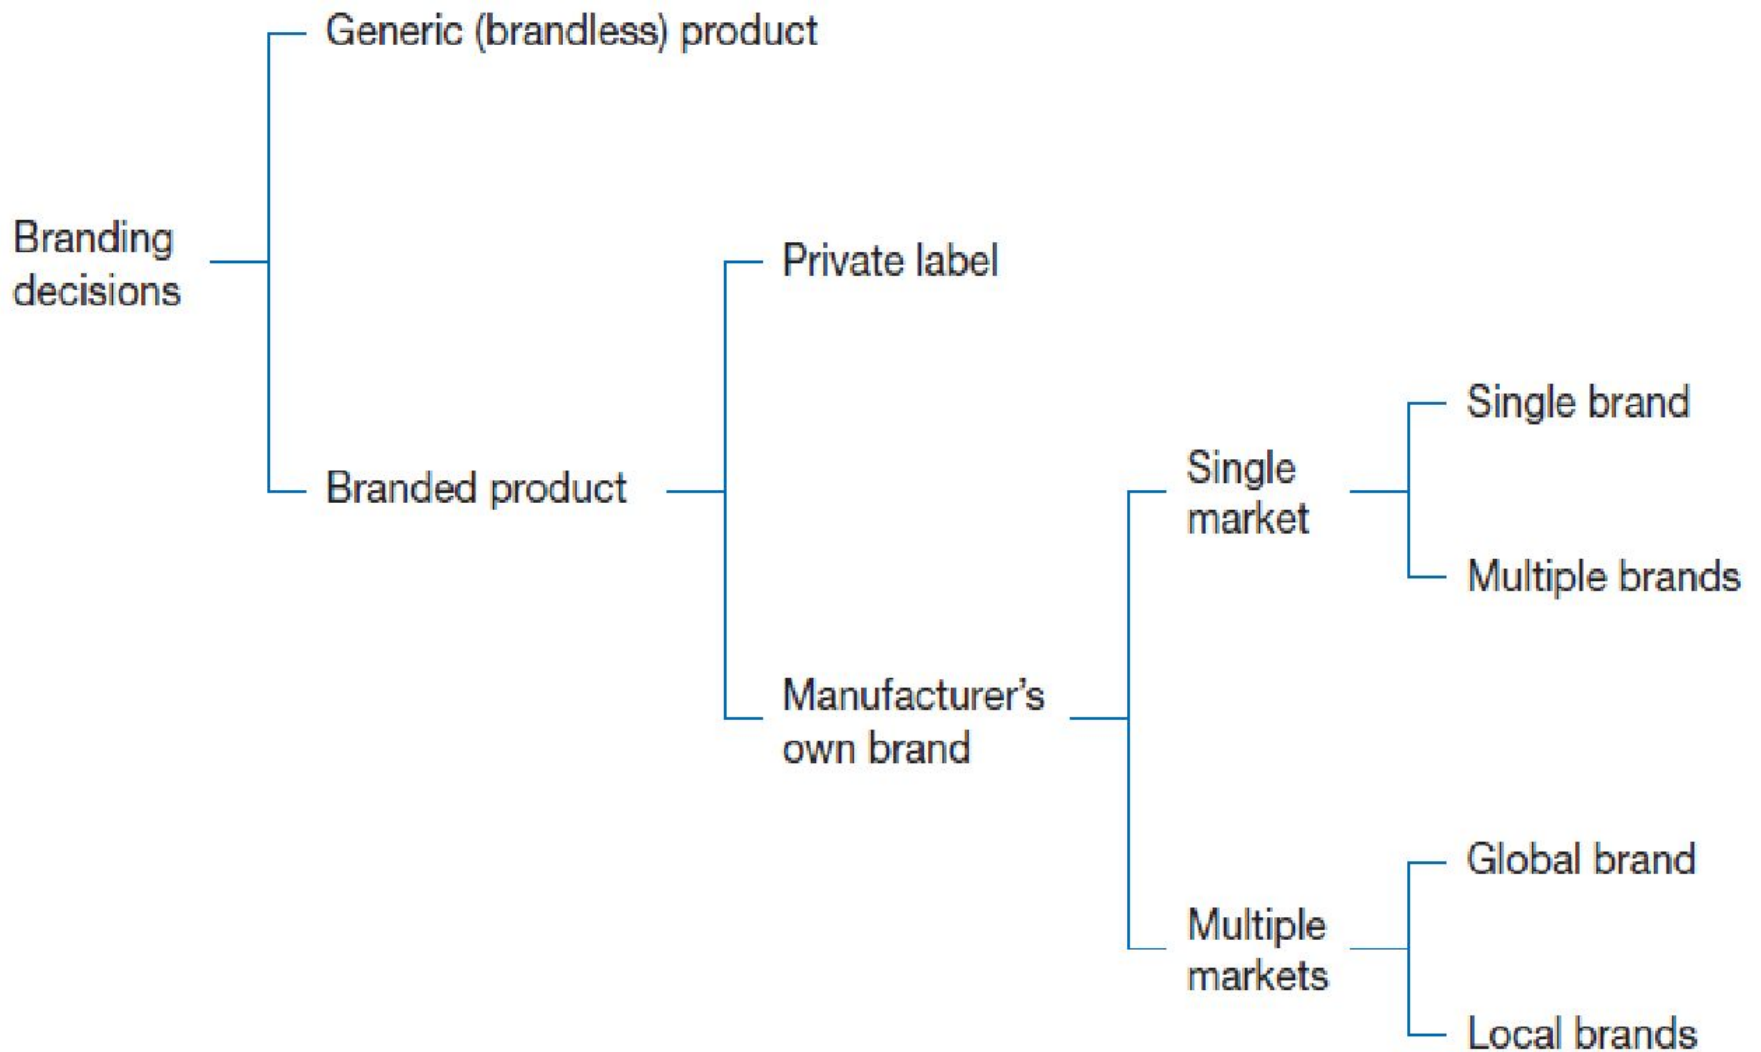 Generic (brandless) product
Branding
decisions
Private label
Branded product
Single brand
Single
market
Multiple brands
Manufacturer’s
own brand
Global brand
Multiple
markets
Local brands